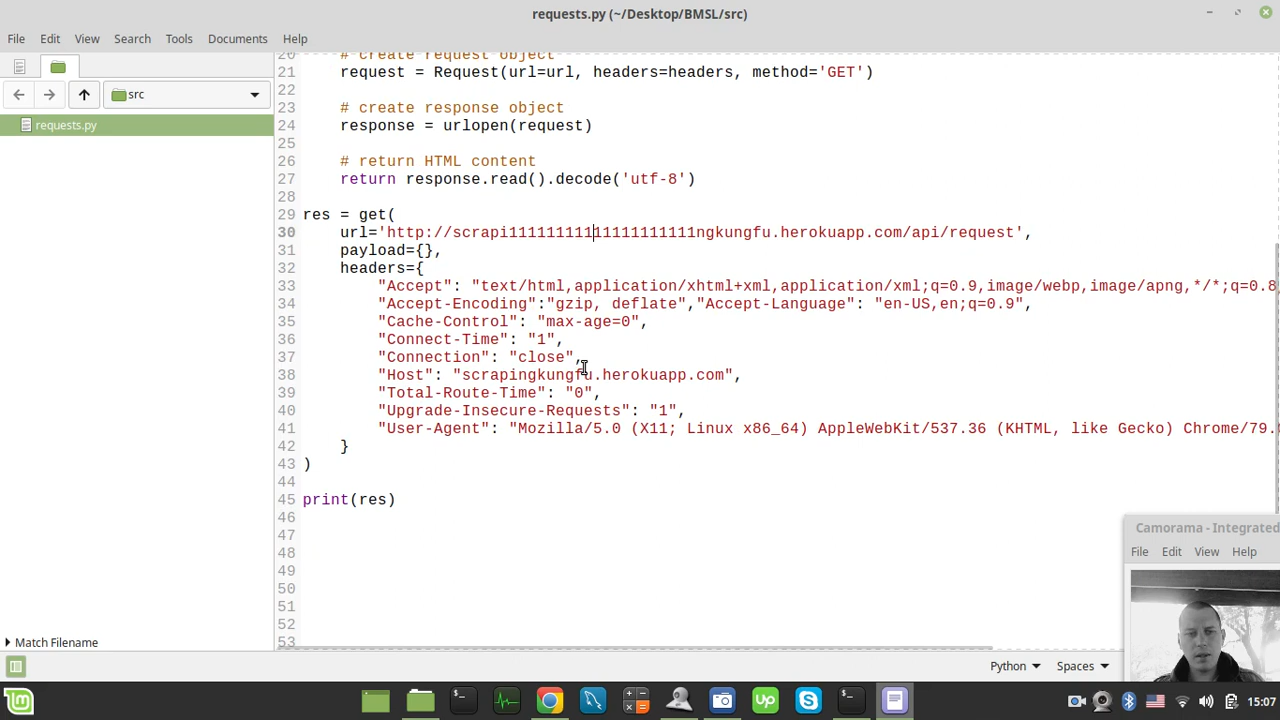 requests.py (~/Desktop/BMSL/src)
File Edit View Search Tools Documents Help
src
requests.py
20 # create request object
21 request = Request(url=url, headers=headers, method='GET')
22
23 # create response object
24 response = urlopen(request)
25
26 # return HTML content
27 return response.read().decode('utf-8')
28
29 res = get(
30 url='http://scrapi11111111111111111111ngkungfu.herokuapp.com/api/request',
31 payload={},
32 headers={
33 "Accept": "text/html,application/xhtml+xml,application/xml;q=0.9,image/webp,image/apng,*/*;q=0.8
34 "Accept-Encoding":"gzip, deflate","Accept-Language": "en-US,en;q=0.9",
35 "Cache-Control": "max-age=0",
36 "Connect-Time": "1",
37 "Connection": "close",
38 "Host": "scrapingkungfu.herokuapp.com",
39 "Total-Route-Time": "0",
40 "Upgrade-Insecure-Requests": "1",
41 "User-Agent": "Mozilla/5.0 (X11; Linux x86_64) AppleWebKit/537.36 (KHTML, like Gecko) Chrome/79.
42 }
43 )
44
45 print(res)
46
47
48
49
50
51
52
53
Camorama - Integrated
File Edit View Help
Match Filename
Python Spaces
Up
15:07